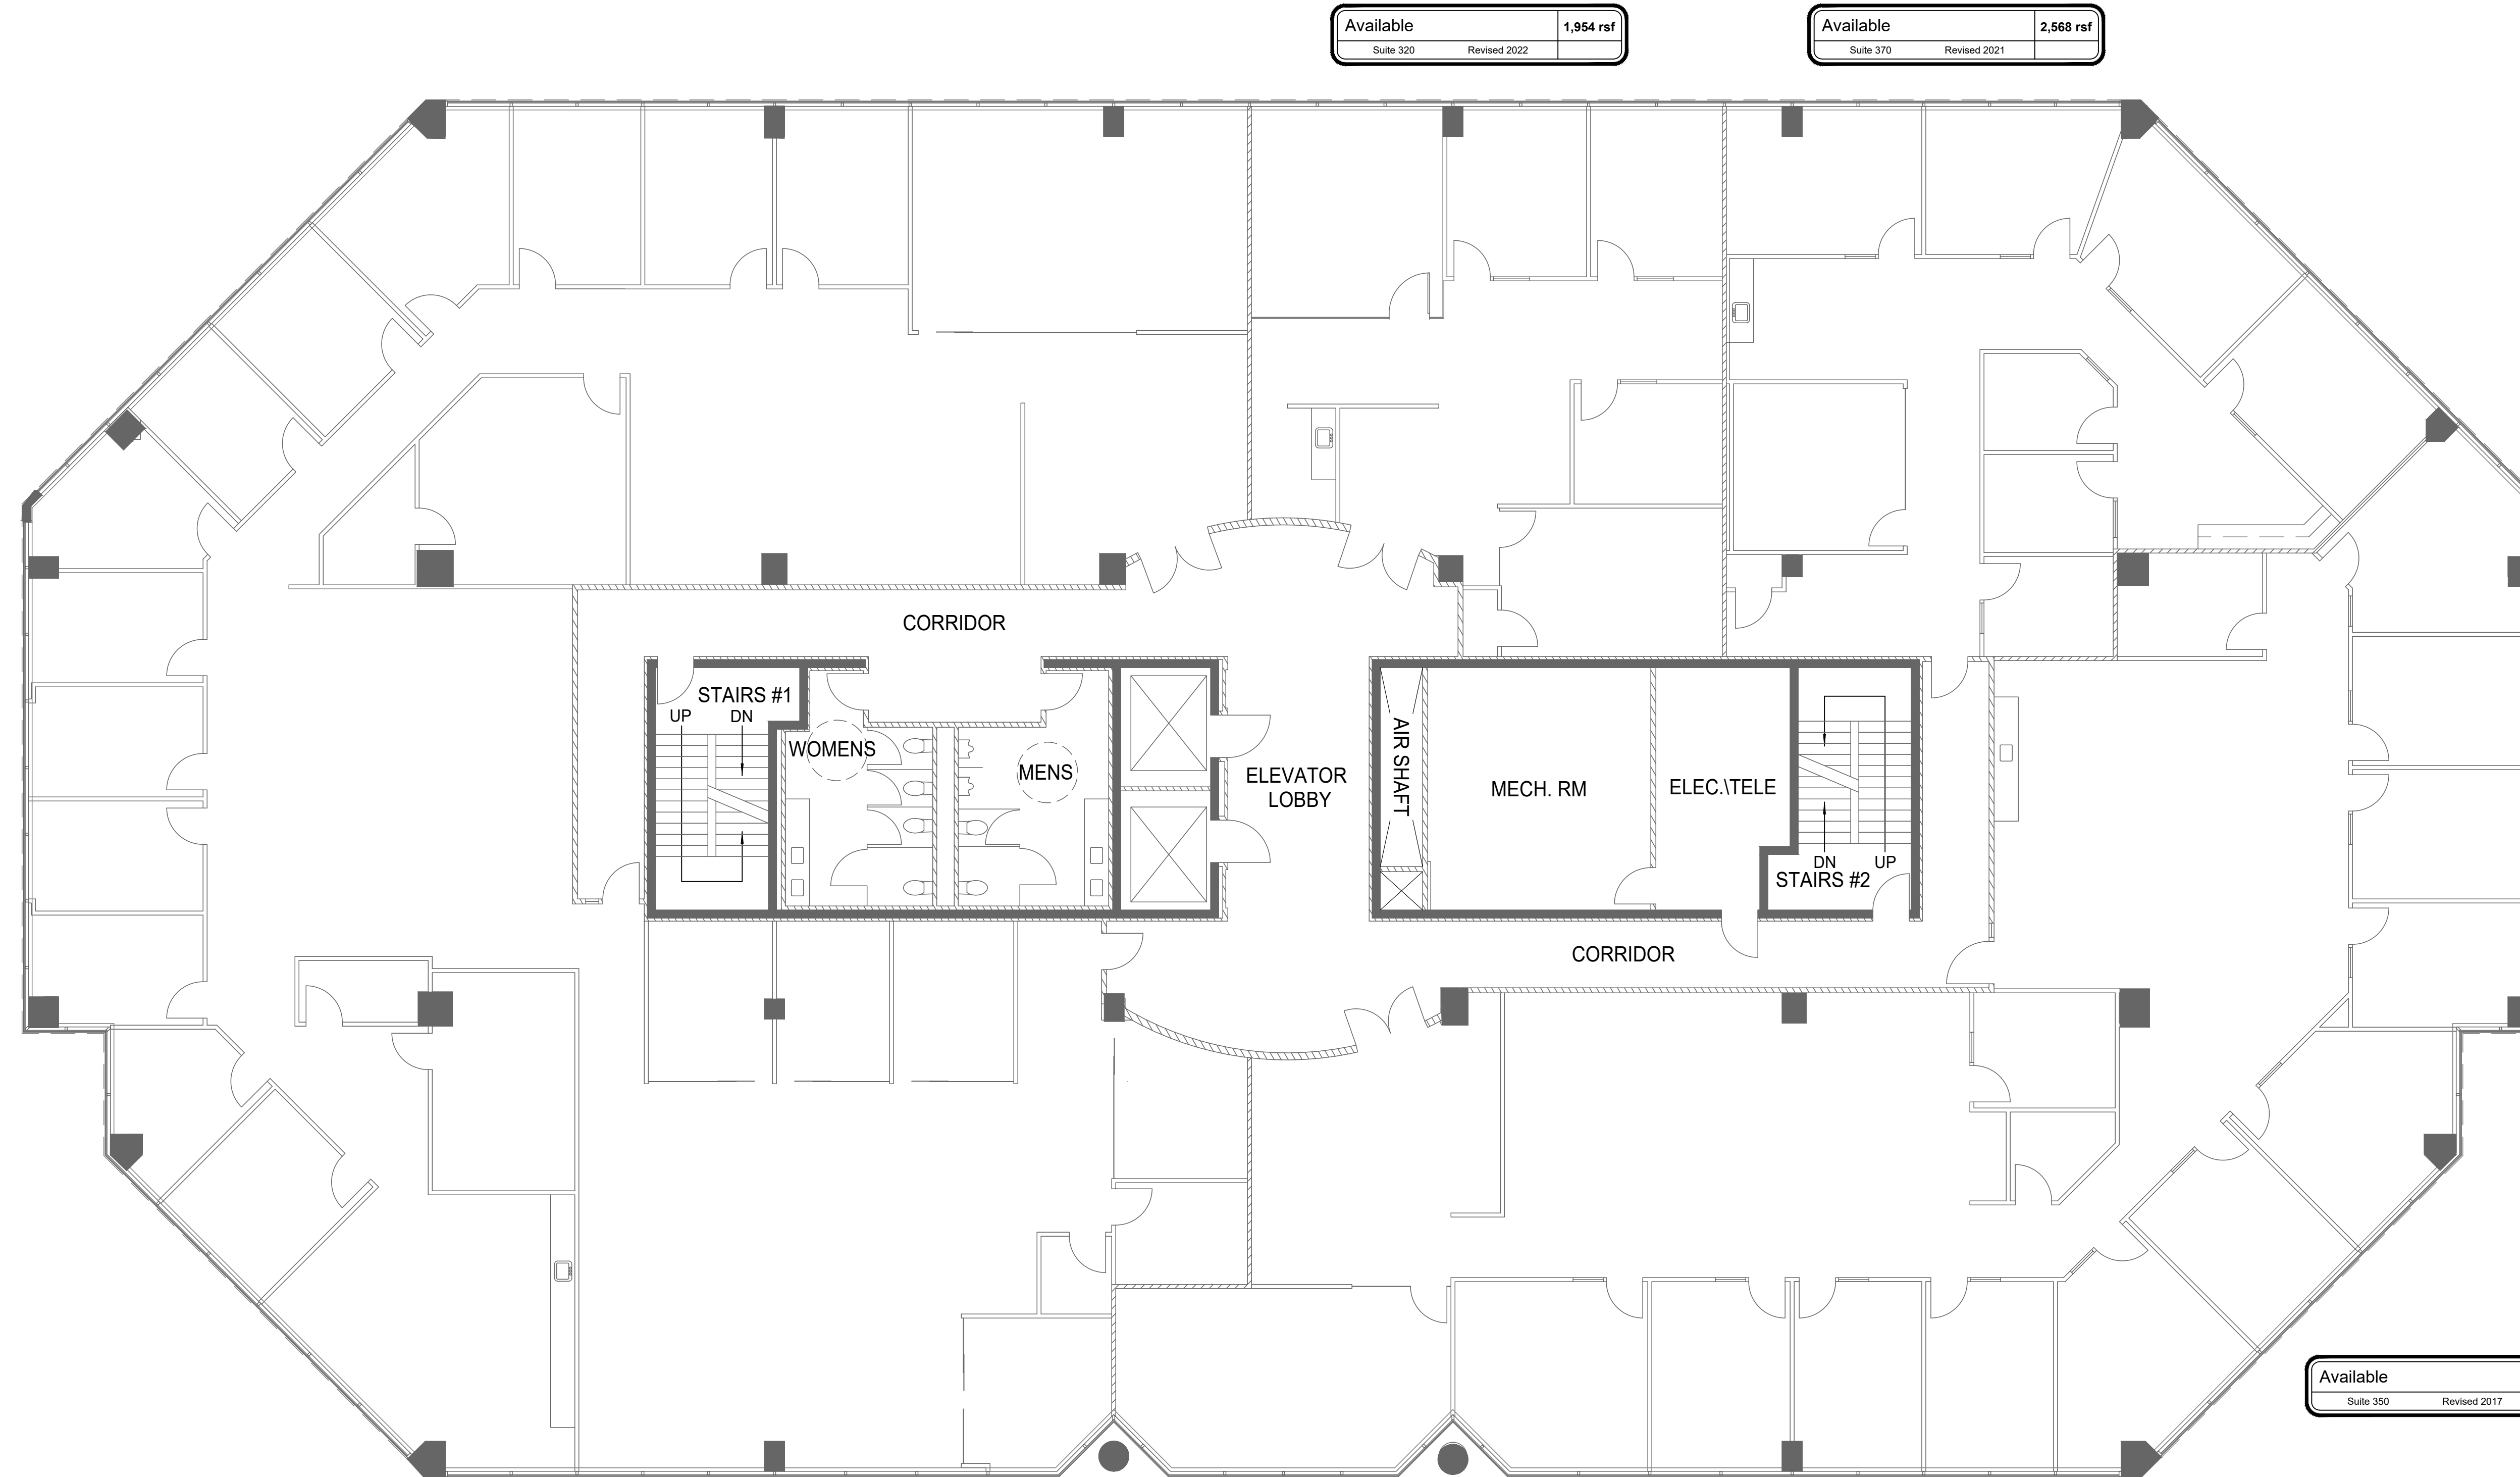 Available 1,954 rsf
Suite 320 Revised 2022
Available 2,568 rsf
Suite 370 Revised 2021
CORRIDOR
STAIRS #1
UP DN
WOMENS
MENS
ELEVATOR
LOBBY
AIR SHAFT
MECH. RM
ELEC.\TELE
DN UP
STAIRS #2
CORRIDOR
Available
Suite 350 Revised 2017